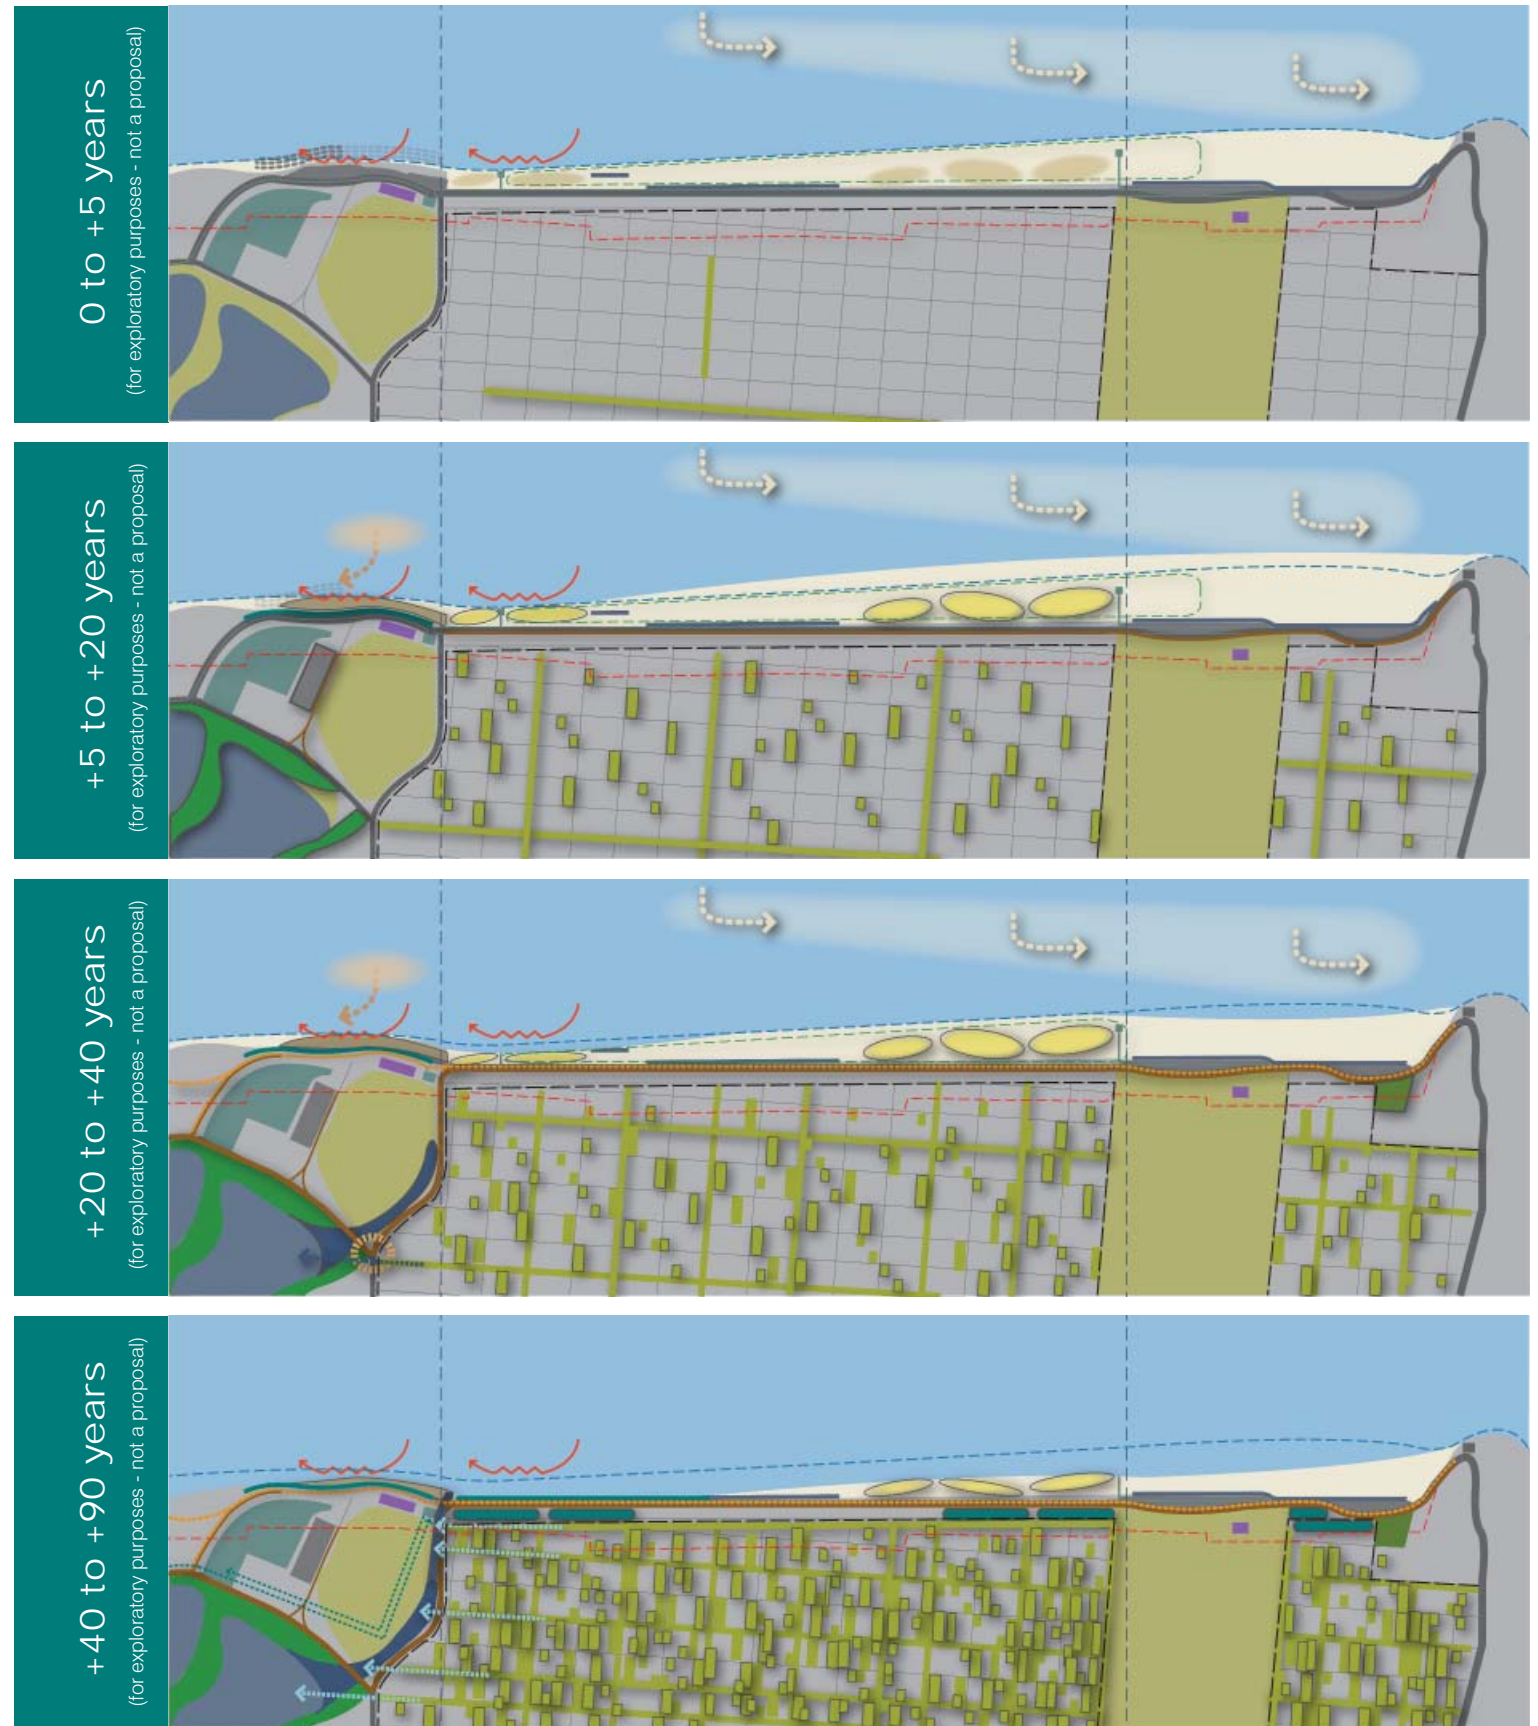 0 to +5 years
(for exploratory purposes - not a proposal)
+5 to +20 years
(for exploratory purposes - not a proposal)
+20 to +40 years
(for exploratory purposes - not a proposal)
+40 to +90 years
(for exploratory purposes - not a proposal)